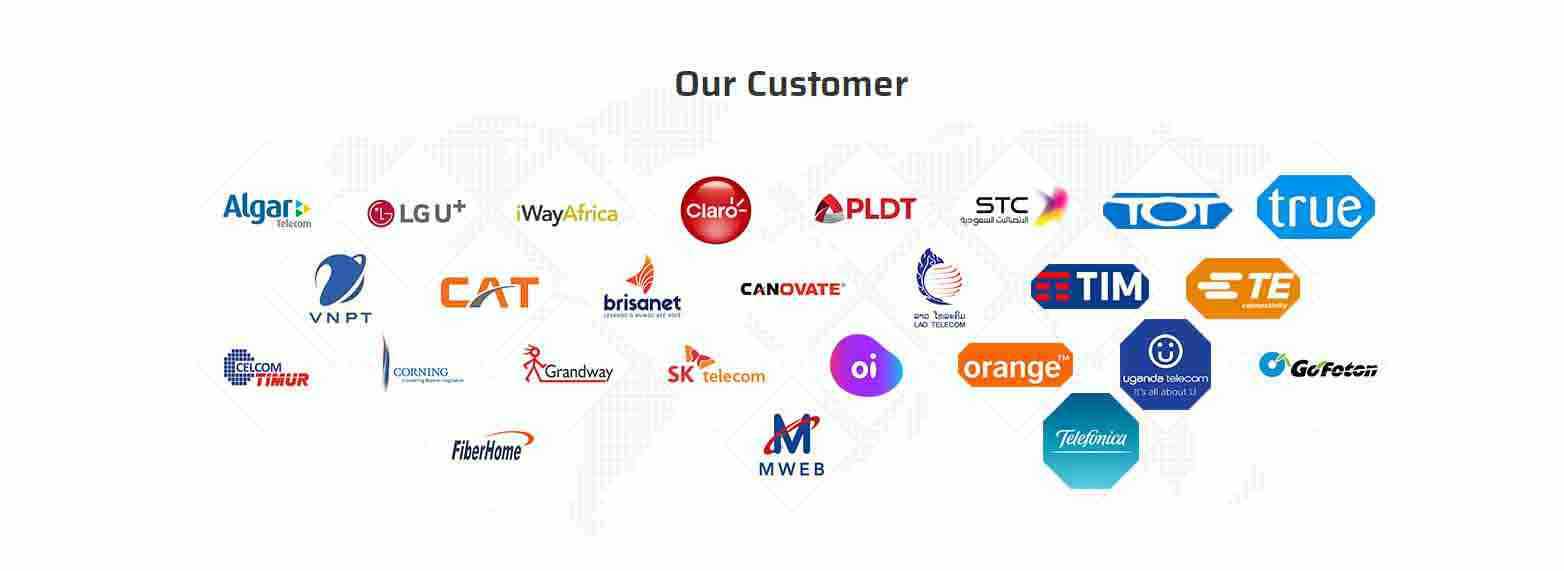 Our Customer
Algar
Telecom
LG U+
iWayAfrica
Claro
PLDT
STC
الاتصالات السعودية
TOT
true
VNPT
CAT
brisanet
CANOVATE®
ລາວ ໂທລະຄົມ
LAO TELECOM
TIM
TE
connectivity
CELCOM
TIMUR
CORNING
Grandway
SK telecom
oi
orange™
uganda telecom
It's all about U
GoFoton
FiberHome
MWEB
Telefónica